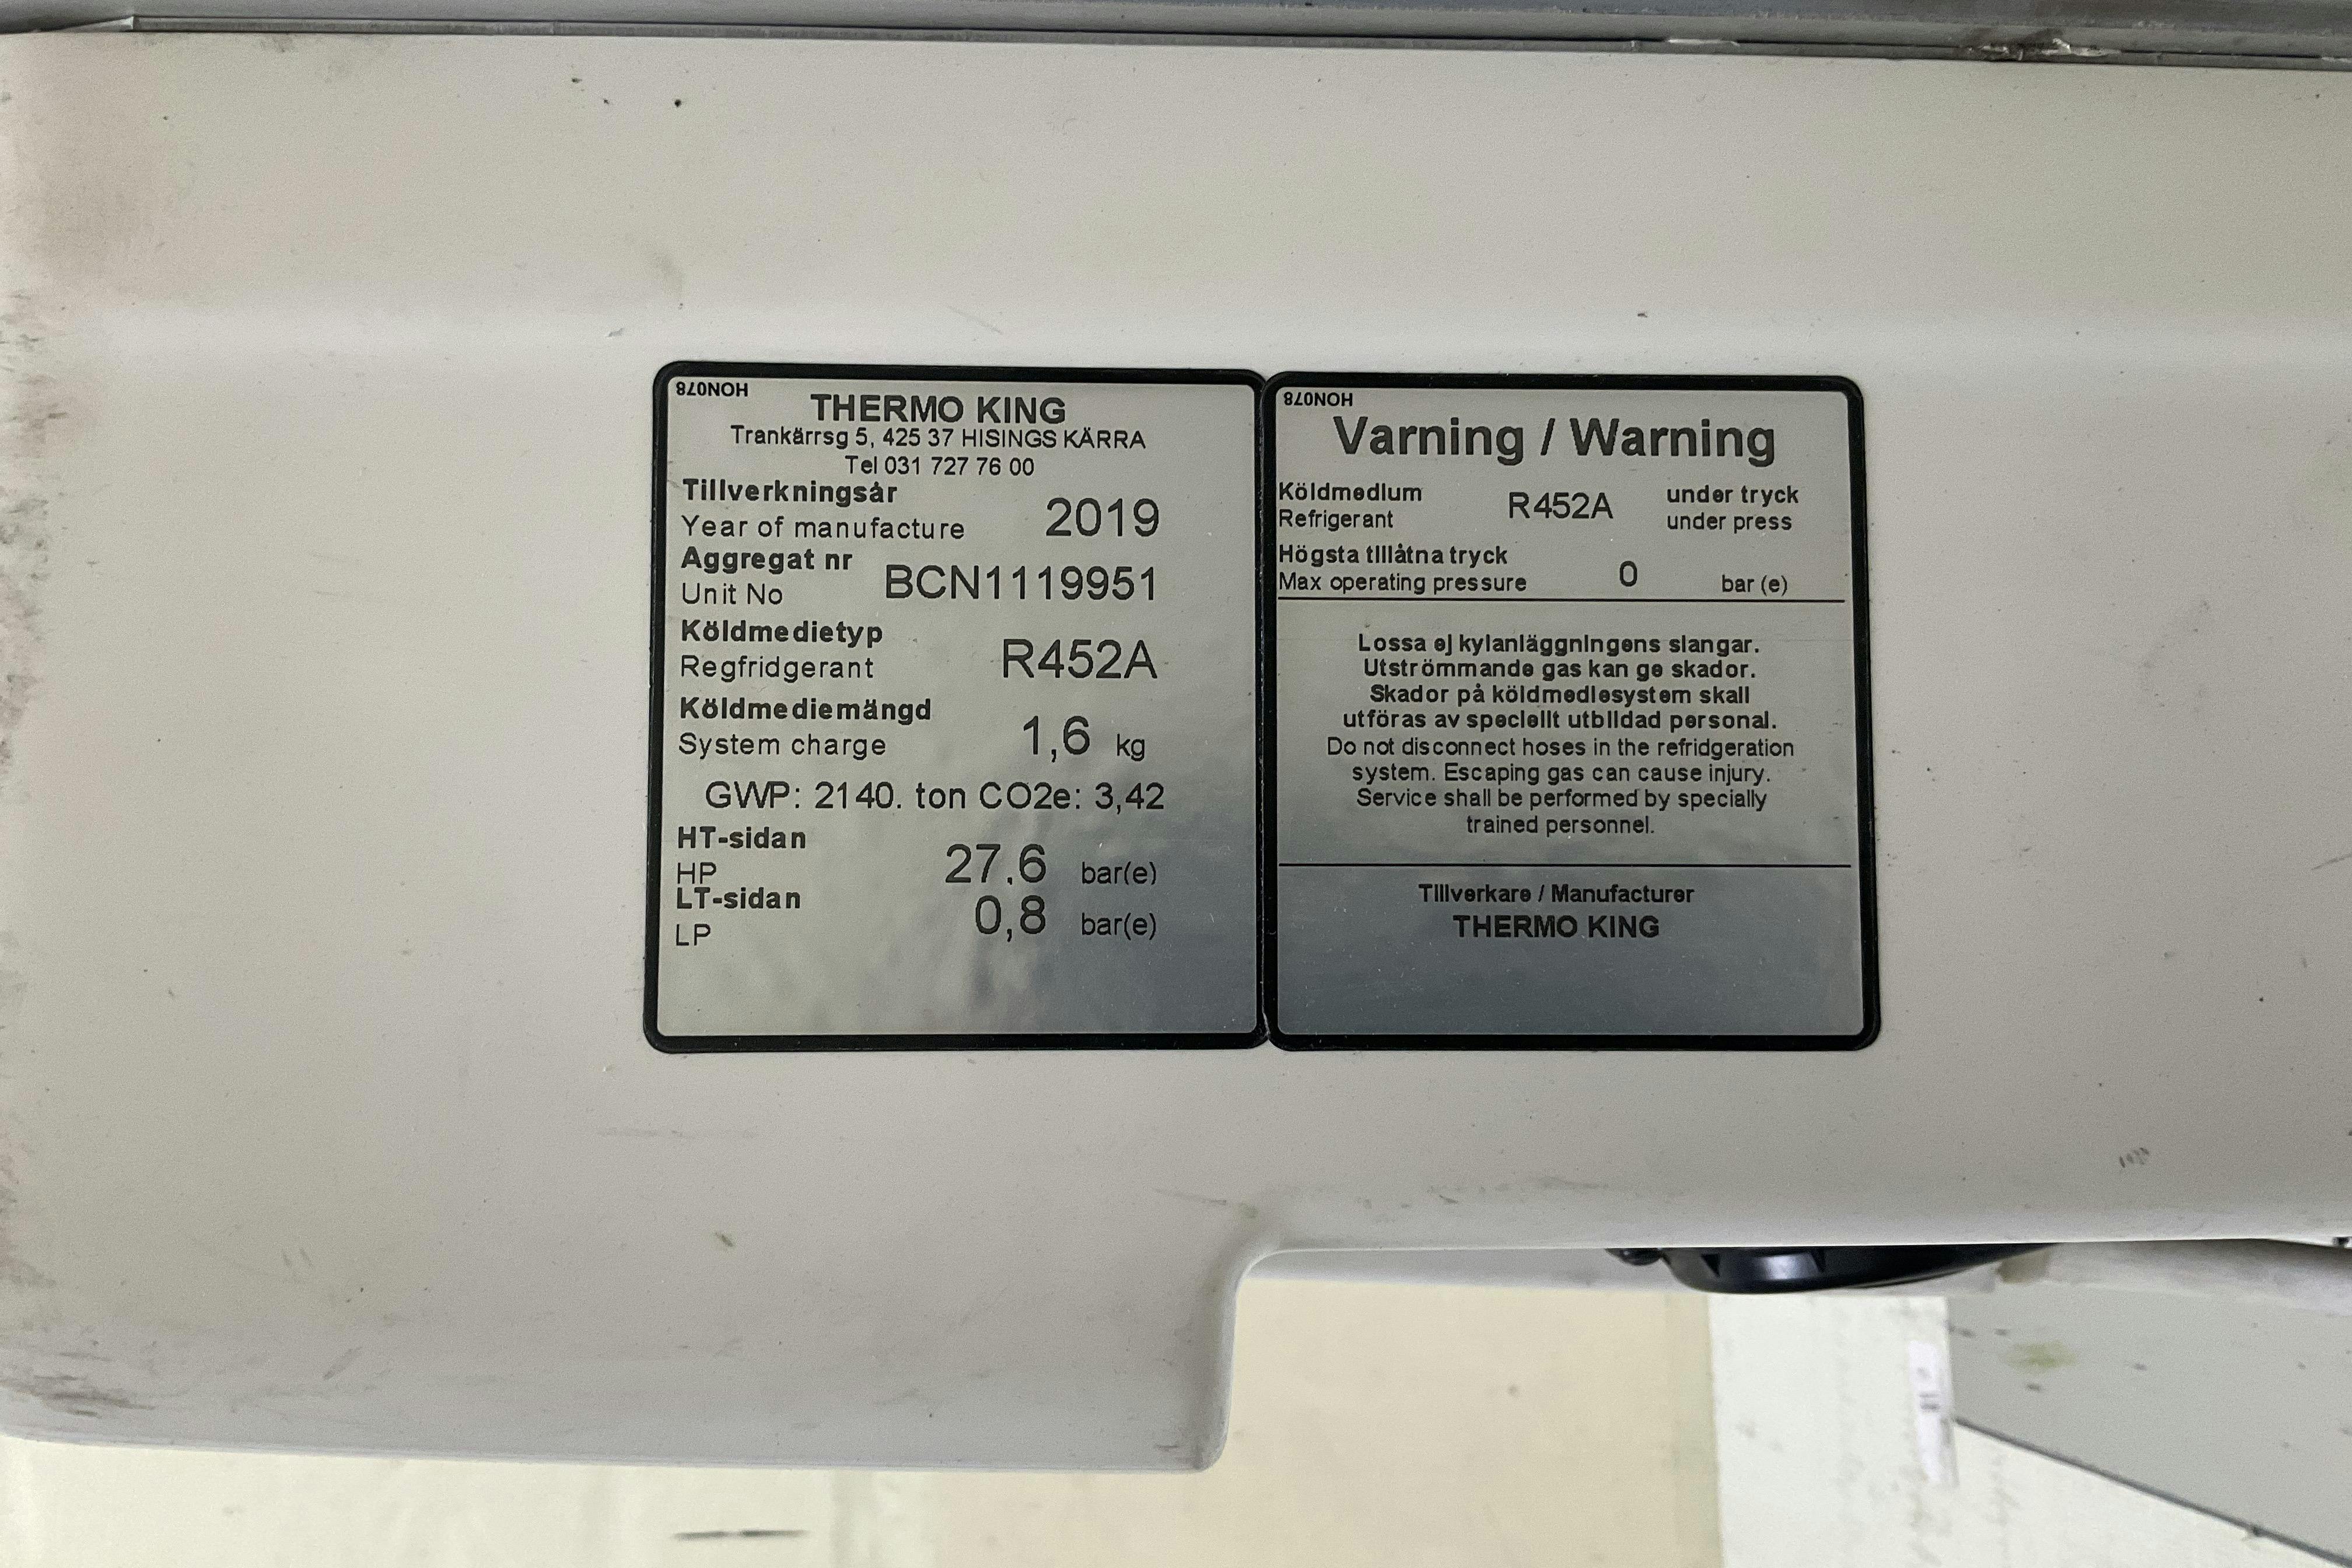 HON078
THERMO KING
Trankärrsg 5, 425 37 HISINGS KÄRRA
Tel 031 727 76 00
Tillverkningsår
Year of manufacture 2019
Aggregat nr
Unit No BCN1119951
Köldmedietyp
Regfridgerant R452A
Köldmediemängd
System charge 1,6 kg
GWP: 2140. ton CO2e: 3,42
HT-sidan
HP 27.6 bar(e)
LT-sidan
LP 0,8 bar(e)
HON078
Varning / Warning
Köldmedium R452A under tryck
Refrigerant under press
Högsta tillåtna tryck
Max operating pressure 0 bar (e)
Lossa ej kylanläggningens slangar.
Utströmmande gas kan ge skador.
Skador på köldmediesystem skall
utföras av speciellt utbildad personal.
Do not disconnect hoses in the refridgeration
system. Escaping gas can cause injury.
Service shall be performed by specially
trained personnel.
Tillverkare / Manufacturer
THERMO KING